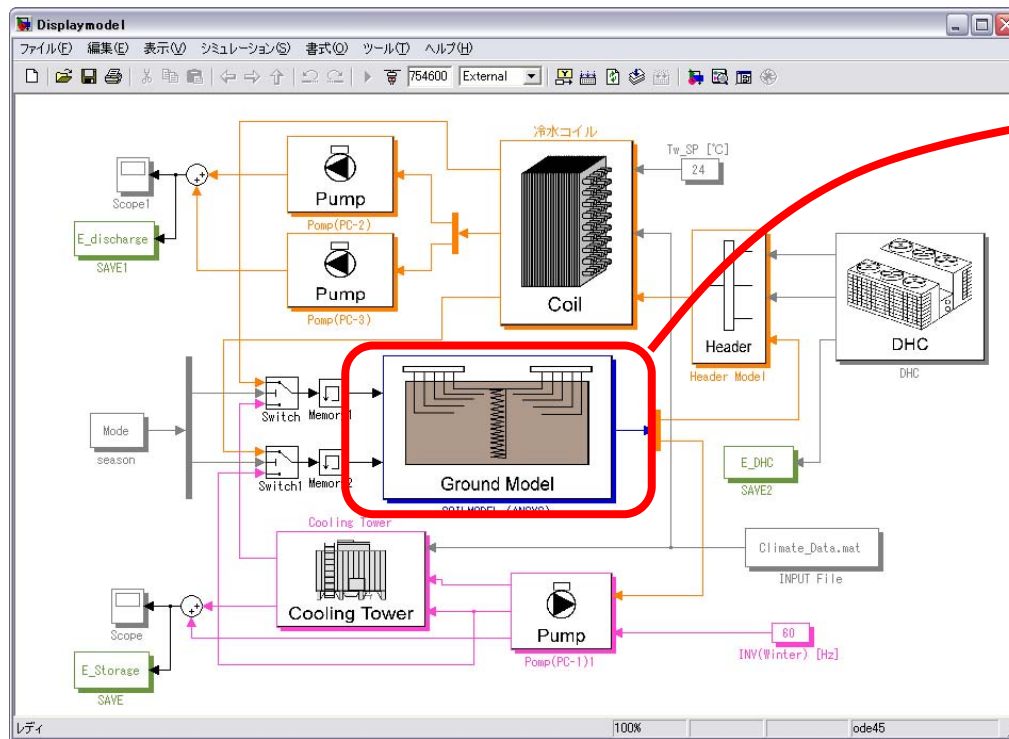 Displaymodel
ファイル(F) 編集(E) 表示(V) シミュレーション(S) 書式(O) ツール(T) ヘルプ(H)
754600 External
冷水コイル
Tw_SP [℃]
24
Scope1
Pump
Pomp(PC-2)
E_discharge
SAVE1
Pump
Pomp(PC-3)
Coil
Header
Header Model
DHC
DHC
Switch
Memory1
Mode
season
Switch1
Memory2
Ground Model
SOILMODEL (ANSYS)
E_DHC
SAVE2
Cooling Tower
Cooling Tower
Climate_Data.mat
INPUT File
Scope
Pump
Pomp(PC-1)1
60
INV(Winter) [Hz]
E_Storage
SAVE
レディ 100% ode45